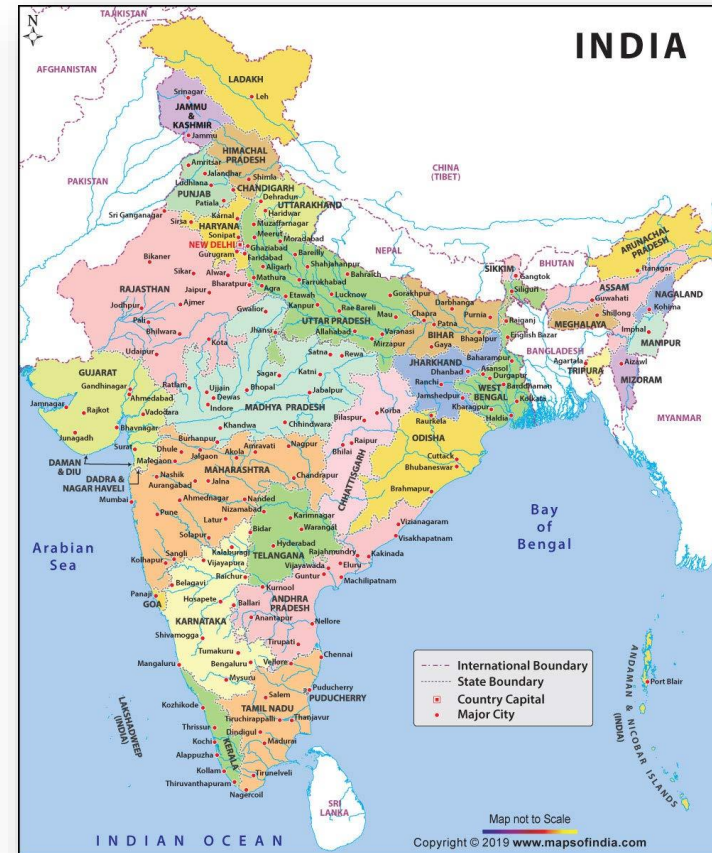 INDIA
N
TAJIKISTAN
AFGHANISTAN
PAKISTAN
CHINA
(TIBET)
NEPAL
BHUTAN
BANGLADESH
MYANMAR
SRI
LANKA
LADAKH
Leh
Srinagar
JAMMU
&
KASHMIR
Jammu
HIMACHAL
PRADESH
Shimla
Amritsar
Jalandhar
Ludhiana
PUNJAB
Patiala
CHANDIGARH
Dehradun
UTTARAKHAND
Haridwar
Sri Ganganagar
Sirsa
Karnal
HARYANA
Sonipat
NEW DELHI
Gurugram
Faridabad
Muzaffarnagar
Meerut
Moradabad
Ghaziabad
Bareilly
Aligarh
Shahjahanpur
Mathura
Farrukhabad
Bahraich
Agra
Etawah
Lucknow
Gorakhpur
Kanpur
Rae Bareli
UTTAR PRADESH
Mau
Allahabad
Varanasi
Mirzapur
Jhansi
Bikaner
Sikar
Alwar
RAJASTHAN
Jaipur
Bharatpur
Jodhpur
Ajmer
Pali
Bhilwara
Kota
Udaipur
Gwalior
Satna
Rewa
Sagar
Katni
Ratlam
Ujjain
Bhopal
Dewas
Jabalpur
Indore
MADHYA PRADESH
Khandwa
Chhindwara
Burhanpur
GUJARAT
Gandhinagar
Ahmedabad
Jamnagar
Rajkot
Vadodara
Junagadh
Bhavnagar
Surat
DAMAN
& DIU
DADRA &
NAGAR HAVELI
Darbhanga
Chapra
Purnia
Patna
BIHAR
Gaya
Bhagalpur
JHARKHAND
Dhanbad
Ranchi
Jamshedpur
Siliguri
Raiganj
English Bazar
Baharampur
Asansol
Durgapur
WEST
BENGAL
Barddhaman
Kolkata
Kharagpur
Haldia
SIKKIM
Gangtok
ARUNACHAL
PRADESH
Itanagar
ASSAM
Guwahati
NAGALAND
Kohima
Shillong
MEGHALAYA
Imphal
MANIPUR
Agartala
TRIPURA
Aizawl
MIZORAM
Korba
Bilaspur
Bhilai
Raipur
CHHATTISGARH
Raurkela
ODISHA
Cuttack
Bhubaneswar
Brahmapur
Dhule
Jalgaon
Akola
Amravati
Nagpur
Malegaon
MAHARASHTRA
Nashik
Aurangabad
Jalna
Chandrapur
Mumbai
Ahmednagar
Nanded
Pune
Latur
Solapur
Sangli
Kolhapur
Nizamabad
Karimnagar
Warangal
Hyderabad
TELANGANA
Bidar
Kalaburagi
Vijayapura
Raichur
Belagavi
Hosapete
Ballari
KARNATAKA
Shivamogga
Tumakuru
Bengaluru
Mangaluru
Mysuru
Panaji
GOA
Vizianagaram
Visakhapatnam
Rajahmundry
Kakinada
Vijayawada
Eluru
Guntur
Machilipatnam
Kurnool
ANDHRA
PRADESH
Anantapur
Nellore
Tirupati
Chennai
Vellore
Puducherry
PUDUCHERRY
Salem
TAMIL NADU
Tiruchirappalli
Thanjavur
Dindigul
Madurai
Tirunelveli
Nagercoil
Kozhikode
Thrissur
Kochi
KERALA
Alappuzha
Kollam
Thiruvanthapuram
LAKSHADWEEP
(INDIA)
Arabian
Sea
Bay
of
Bengal
INDIAN OCEAN
Port Blair
ANDAMAN & NICOBAR ISLANDS
(INDIA)
International Boundary
State Boundary
Country Capital
Major City
Map not to Scale
Copyright © 2019 www.mapsofindia.com